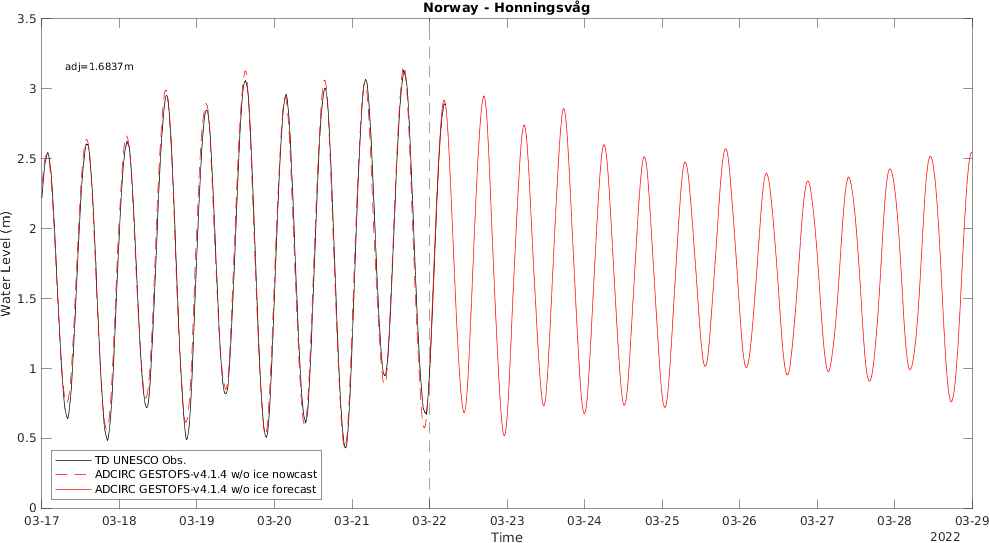 Norway - Honningsvåg
3.5
adj=1.6837m
3
2.5
2
Water Level (m)
1.5
1
0.5
TD UNESCO Obs.
ADCIRC GESTOFS-v4.1.4 w/o ice nowcast
ADCIRC GESTOFS-v4.1.4 w/o ice forecast
0
03-17 03-18 03-19 03-20 03-21 03-22 03-23 03-24 03-25 03-26 03-27 03-28 03-29
Time
2022